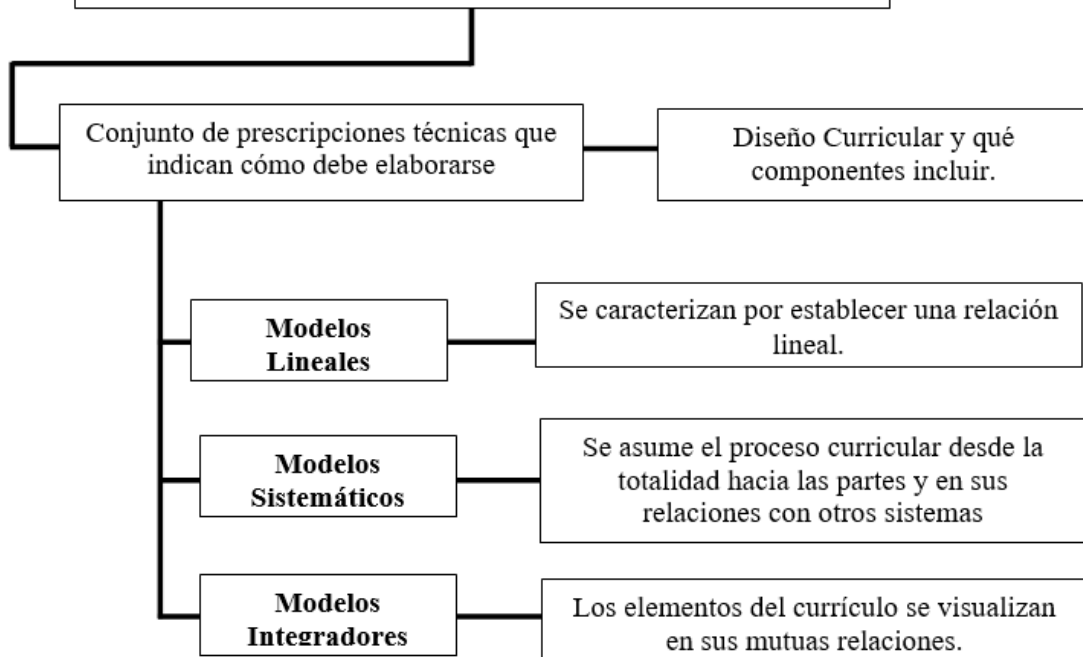 Conjunto de prescripciones técnicas que
indican cómo debe elaborarse
Diseño Curricular y qué
componentes incluir.
Modelos
Lineales
Se caracterizan por establecer una relación
lineal.
Modelos
Sistemáticos
Se asume el proceso curricular desde la
totalidad hacia las partes y en sus
relaciones con otros sistemas
Modelos
Integradores
Los elementos del currículo se visualizan
en sus mutuas relaciones.